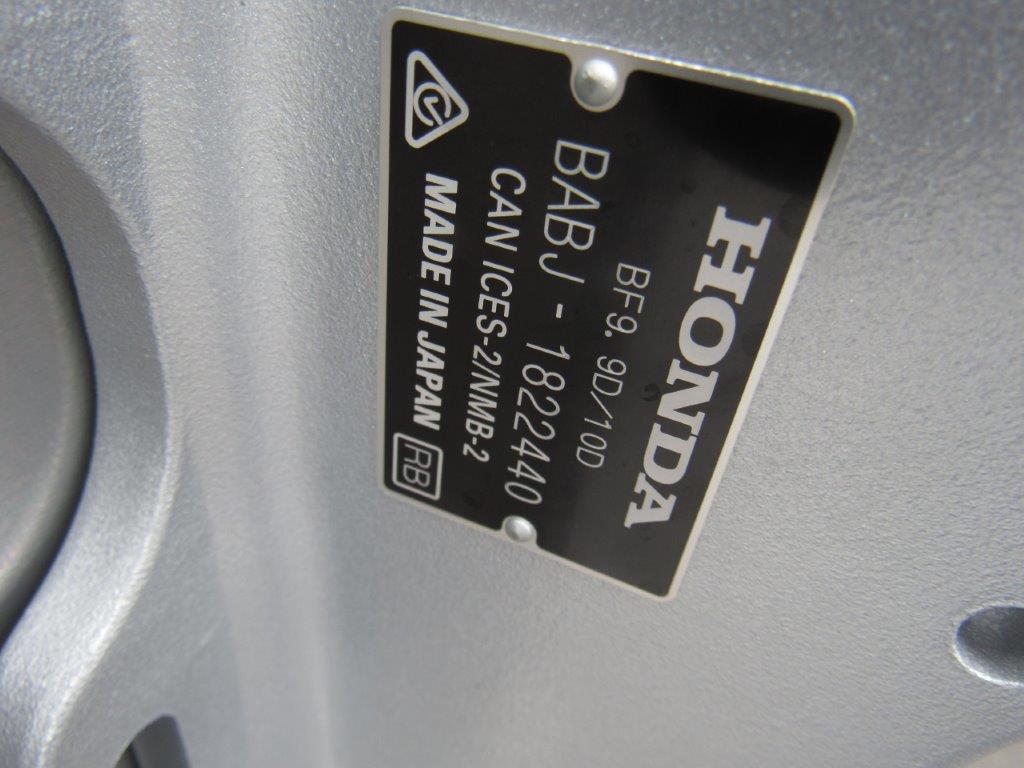 HONDA
BF9.9D/10D
BABJ-1822440
CAN ICES-2/NMB-2
MADE IN JAPAN RB